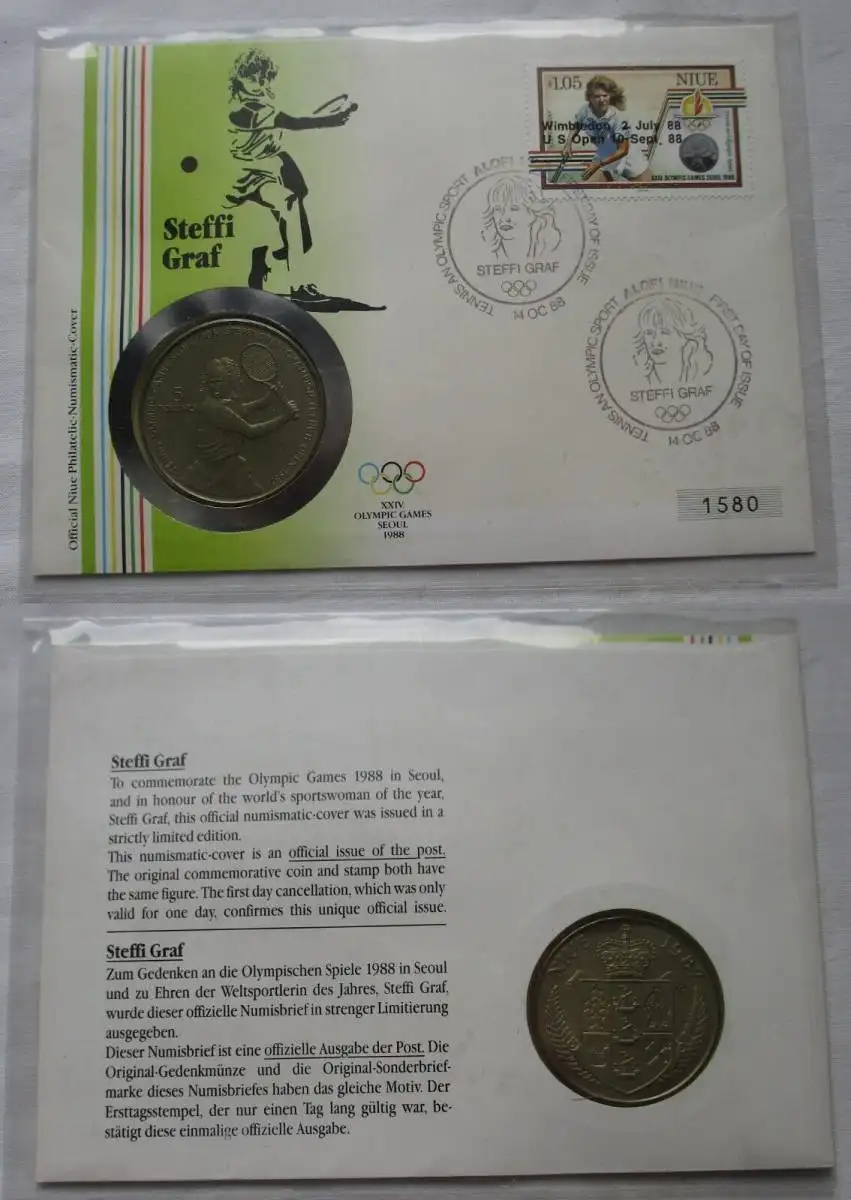 Official Niue Philatelic-Numismatic-Cover
Steffi
Graf
$1.05
NIUE
Wimbledon 2 July 88
U S Open 10 Sept. 88
XXIV OLYMPIC GAMES SEOUL 1988
TENNIS AN OLYMPIC SPORT ALOFI
DAY OF ISSUE
STEFFI GRAF
14 OC 88
TENNIS AN OLYMPIC SPORT ALOFI NIUE FIRST DAY OF ISSUE
STEFFI GRAF
14 OC 88
XXIV
OLYMPIC GAMES
SEOUL
1988
1580
Steffi Graf
To commemorate the Olympic Games 1988 in Seoul,
and in honour of the world's sportswoman of the year,
Steffi Graf, this official numismatic-cover was issued in a
strictly limited edition.
This numismatic-cover is an official issue of the post.
The original commemorative coin and stamp both have
the same figure. The first day cancellation, which was only
valid for one day, confirmes this unique official issue.
Steffi Graf
Zum Gedenken an die Olympischen Spiele 1988 in Seoul
und zu Ehren der Weltsportlerin des Jahres, Steffi Graf,
wurde dieser offizielle Numisbrief in strenger Limitierung
ausgegeben.
Dieser Numisbrief ist eine offizielle Ausgabe der Post. Die
Original-Gedenkmünze und die Original-Sonderbrief-
marke dieses Numisbriefes haben das gleiche Motiv. Der
Ersttagsstempel, der nur einen Tag lang gültig war, be-
stätigt diese einmalige offizielle Ausgabe.
NIUE 1987